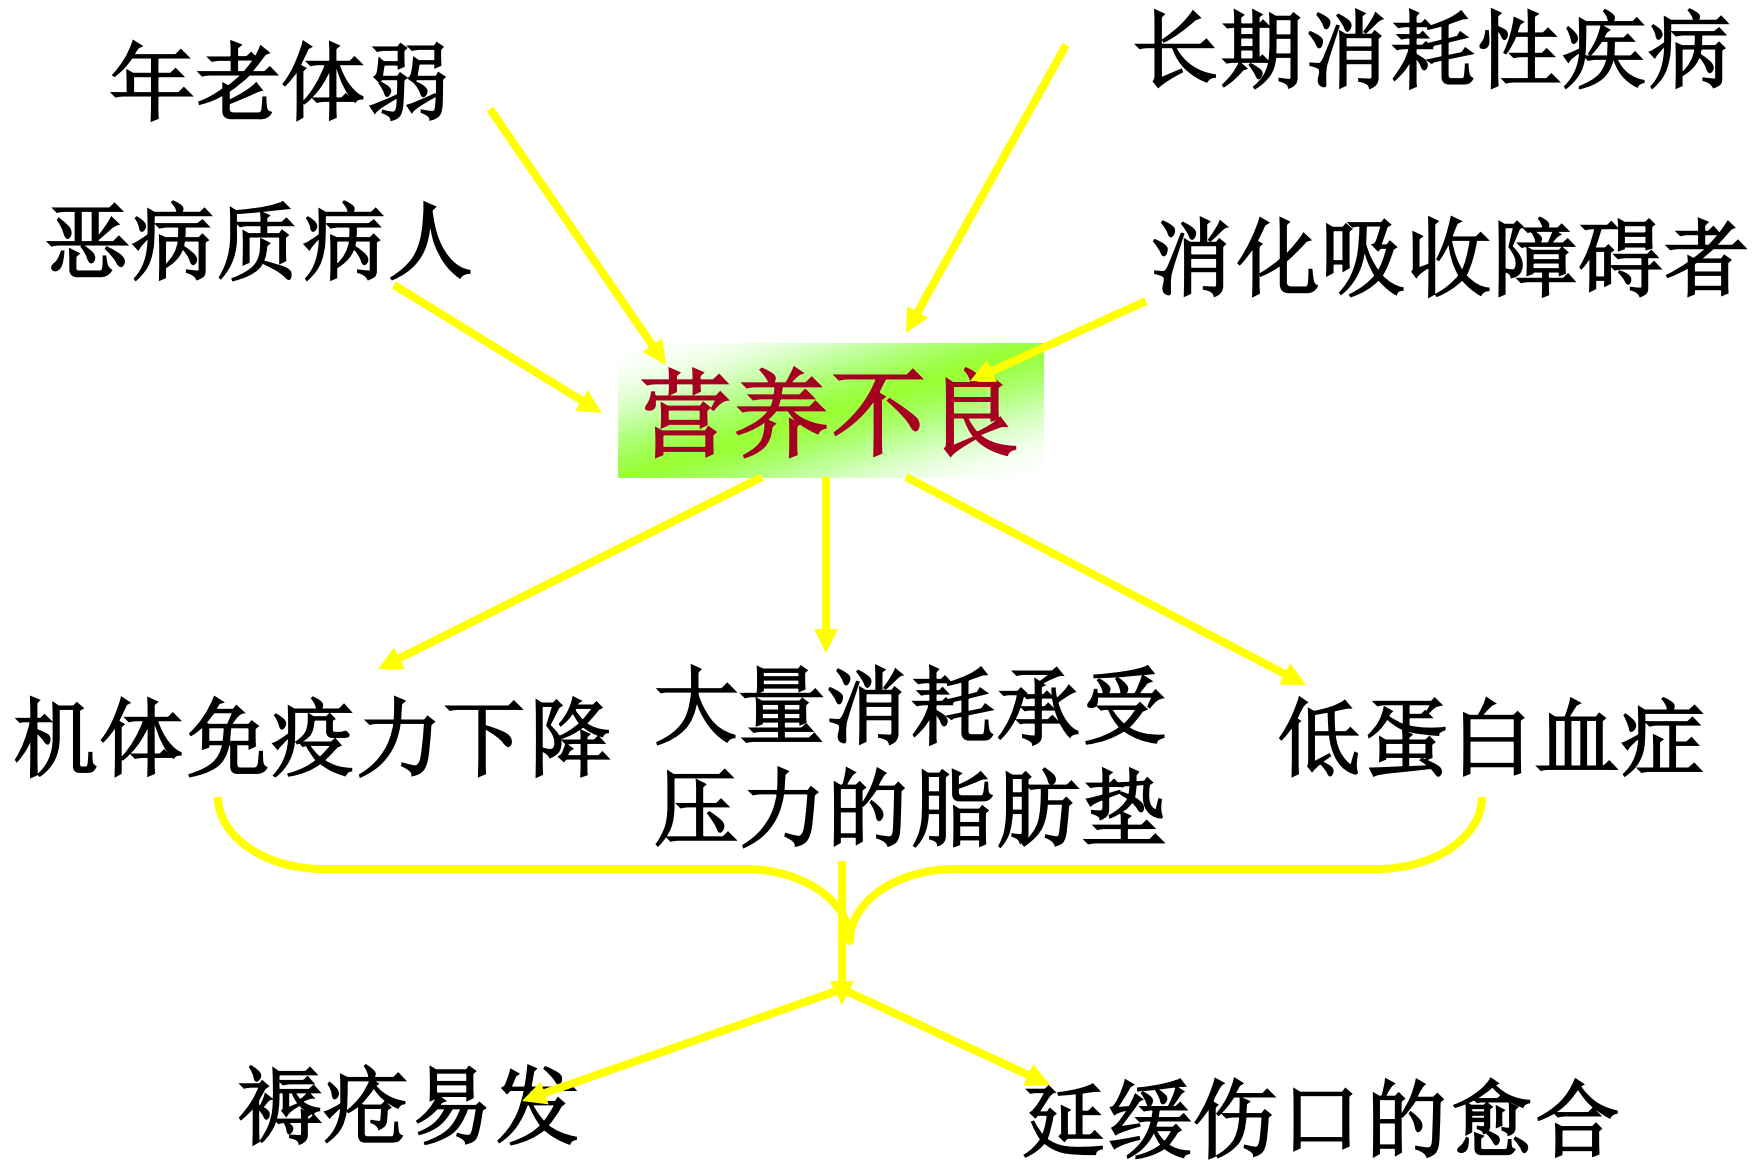 年老体弱
长期消耗性疾病
恶病质病人
消化吸收障碍者
营养不良
机体免疫力下降
大量消耗承受
压力的脂肪垫
低蛋白血症
褥疮易发
延缓伤口的愈合